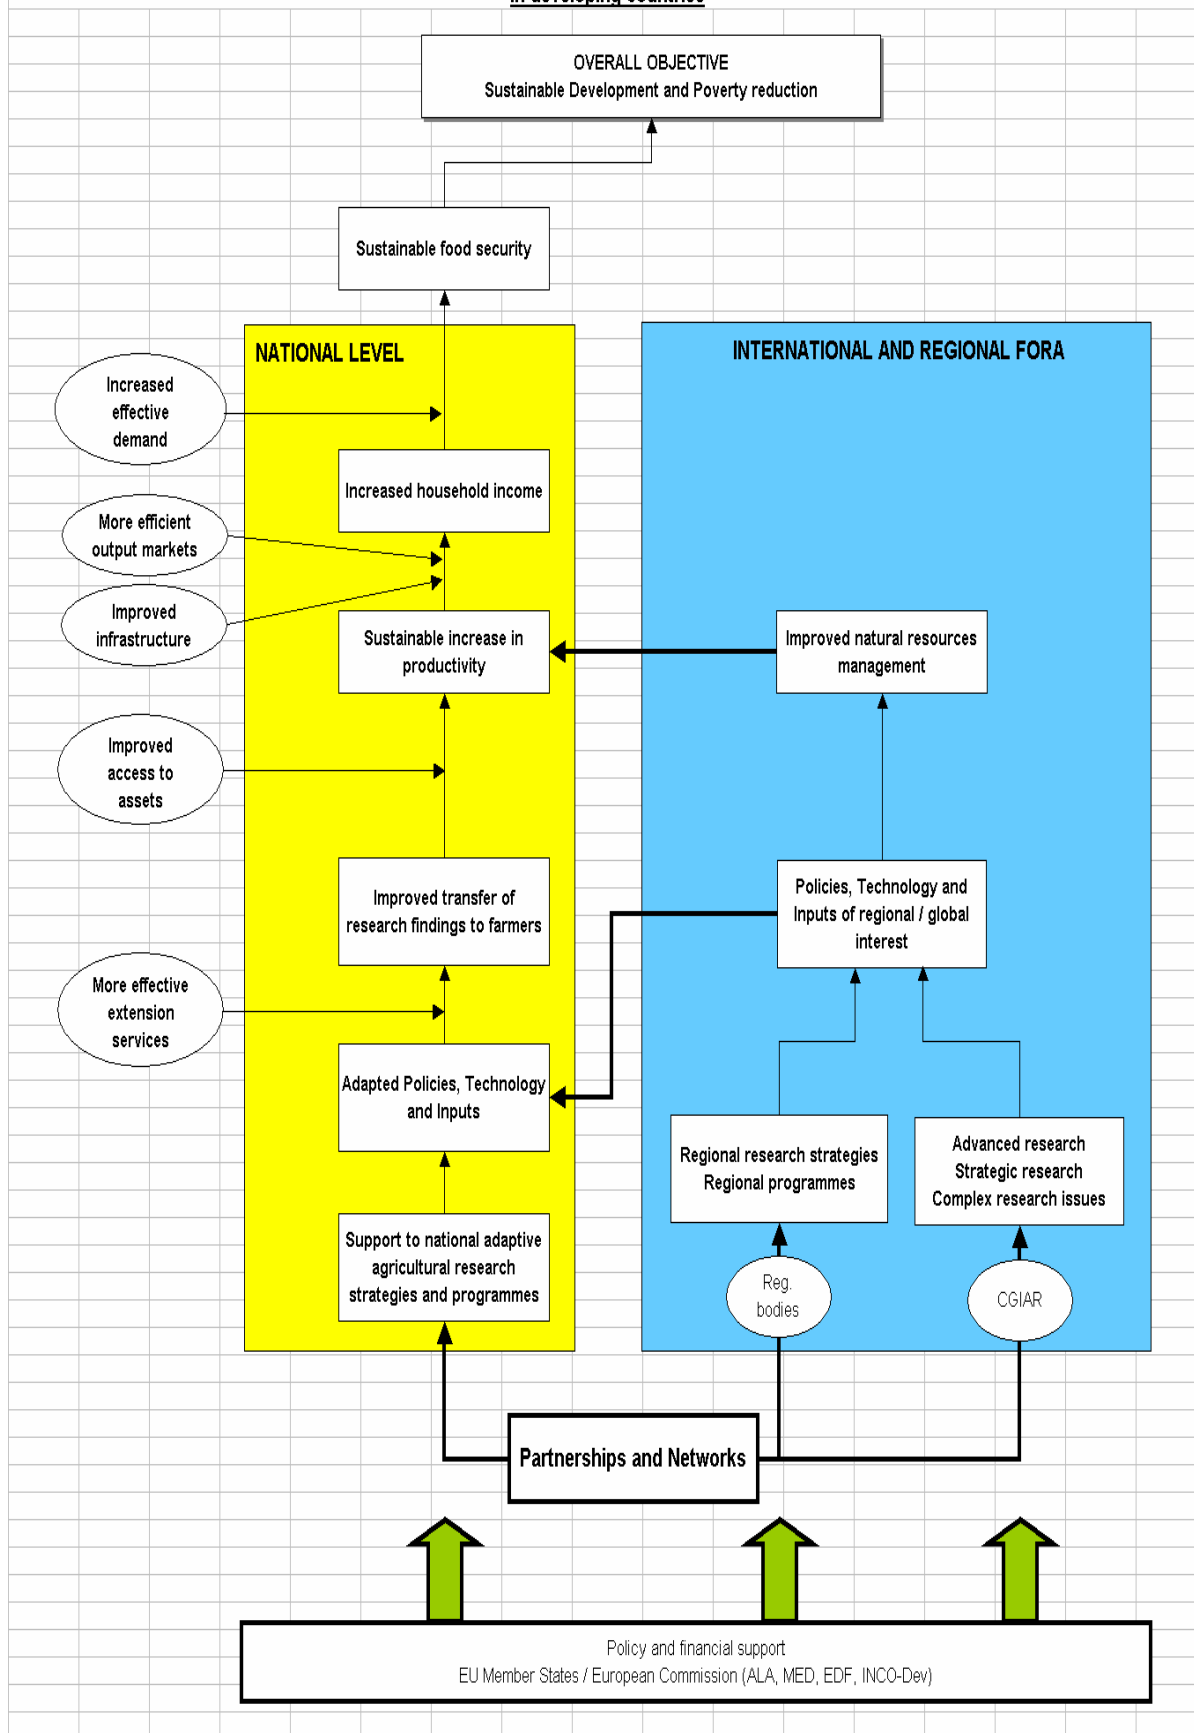 in developing countries
OVERALL OBJECTIVE
Sustainable Development and Poverty reduction
Sustainable food security
NATIONAL LEVEL
INTERNATIONAL AND REGIONAL FORA
Increased
effective
demand
Increased household income
More efficient
output markets
Improved
infrastructure
Sustainable increase in
productivity
Improved natural resources
management
Improved
access to
assets
Improved transfer of
research findings to farmers
Policies, Technology and
Inputs of regional / global
interest
More effective
extension
services
Adapted Policies, Technology
and Inputs
Regional research strategies
Regional programmes
Advanced research
Strategic research
Complex research issues
Support to national adaptive
agricultural research
strategies and programmes
Reg.
bodies
CGIAR
Partnerships and Networks
Policy and financial support
EU Member States / European Commission (ALA, MED, EDF, INCO-Dev)